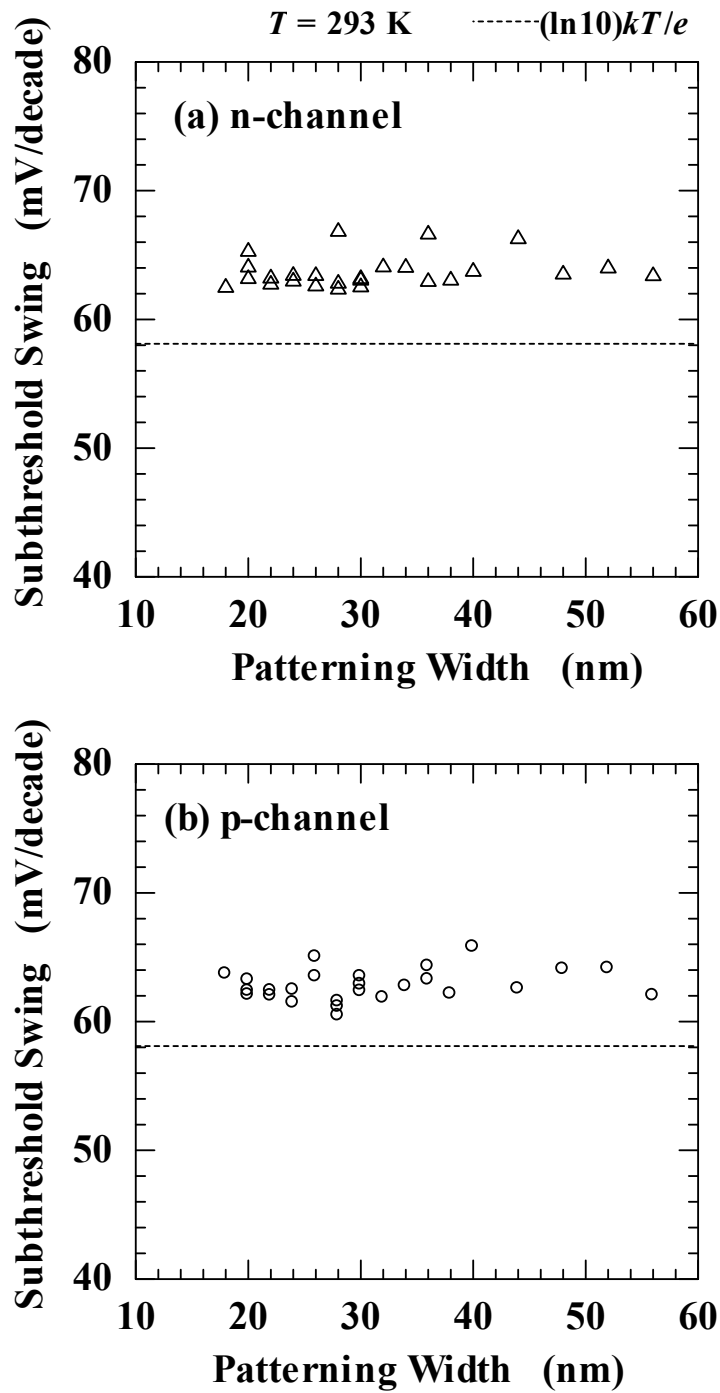 T = 293 K (ln10)kT/e
80
(a) n-channel
70
60
50
40
10 20 30 40 50 60
Subthreshold Swing (mV/decade)
Patterning Width (nm)
80
(b) p-channel
70
60
50
40
10 20 30 40 50 60
Subthreshold Swing (mV/decade)
Patterning Width (nm)